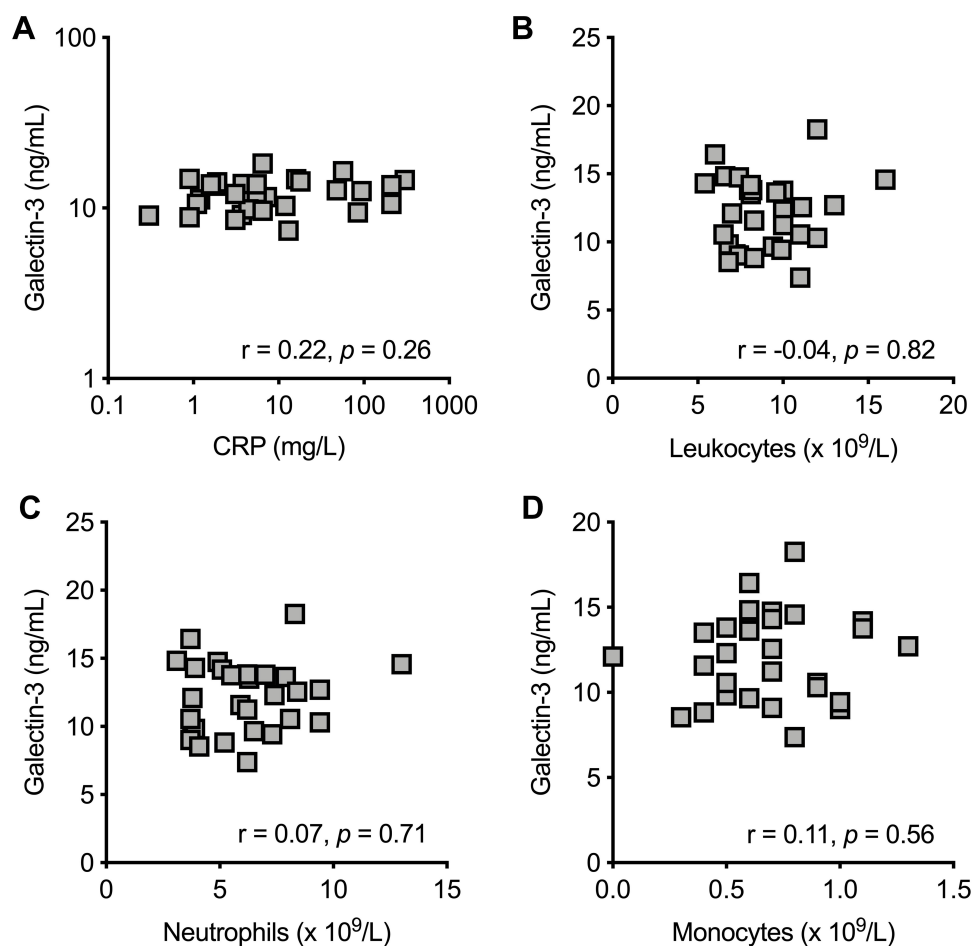 A
100
10
1
Galectin-3 (ng/mL)
r = 0.22, p = 0.26
0.1 1 10 100 1000
CRP (mg/L)
B
25
20
15
10
5
0
Galectin-3 (ng/mL)
r = -0.04, p = 0.82
0 5 10 15 20
Leukocytes (x 10⁹/L)
C
25
20
15
10
5
0
Galectin-3 (ng/mL)
r = 0.07, p = 0.71
0 5 10 15
Neutrophils (x 10⁹/L)
D
20
15
10
5
0
Galectin-3 (ng/mL)
r = 0.11, p = 0.56
0.0 0.5 1.0 1.5
Monocytes (x 10⁹/L)